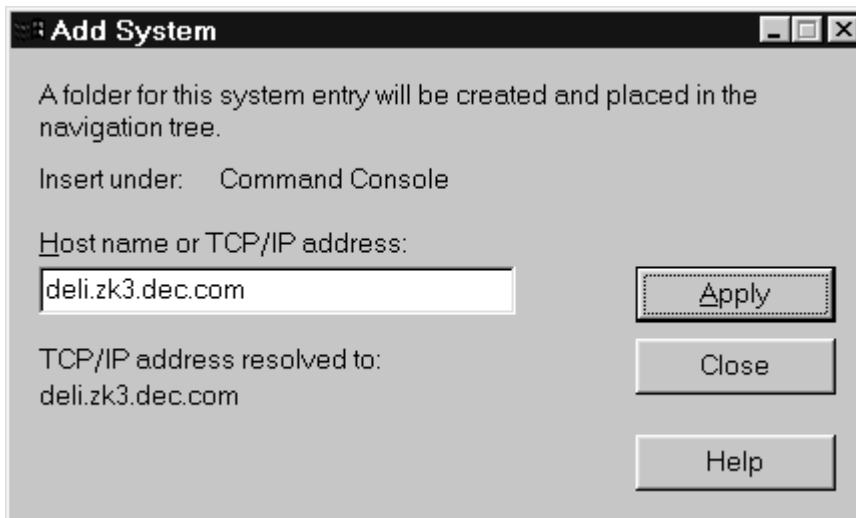 Add System
A folder for this system entry will be created and placed in the
navigation tree.
Insert under: Command Console
Host name or TCP/IP address:
deli.zk3.dec.com
Apply
TCP/IP address resolved to:
deli.zk3.dec.com
Close
Help